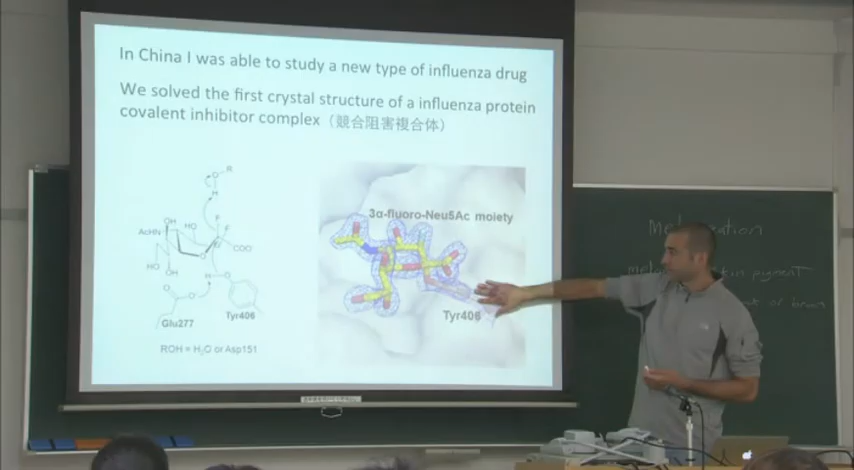 In China I was able to study a new type of influenza drug
We solved the first crystal structure of a influenza protein
covalent inhibitor complex（競合阻害複合体）
O
R
H
OH
HO
F
F
AcHN
O
COO
HO
OH
H
O
O
O
Glu277
Tyr406
ROH = H2O or Asp151
3α-fluoro-Neu5Ac moiety
Tyr406
pigment